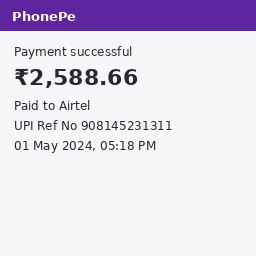 PhonePe
Payment successful
₹2,588.66
Paid to Airtel
UPI Ref No 908145231311
01 May 2024, 05:18 PM